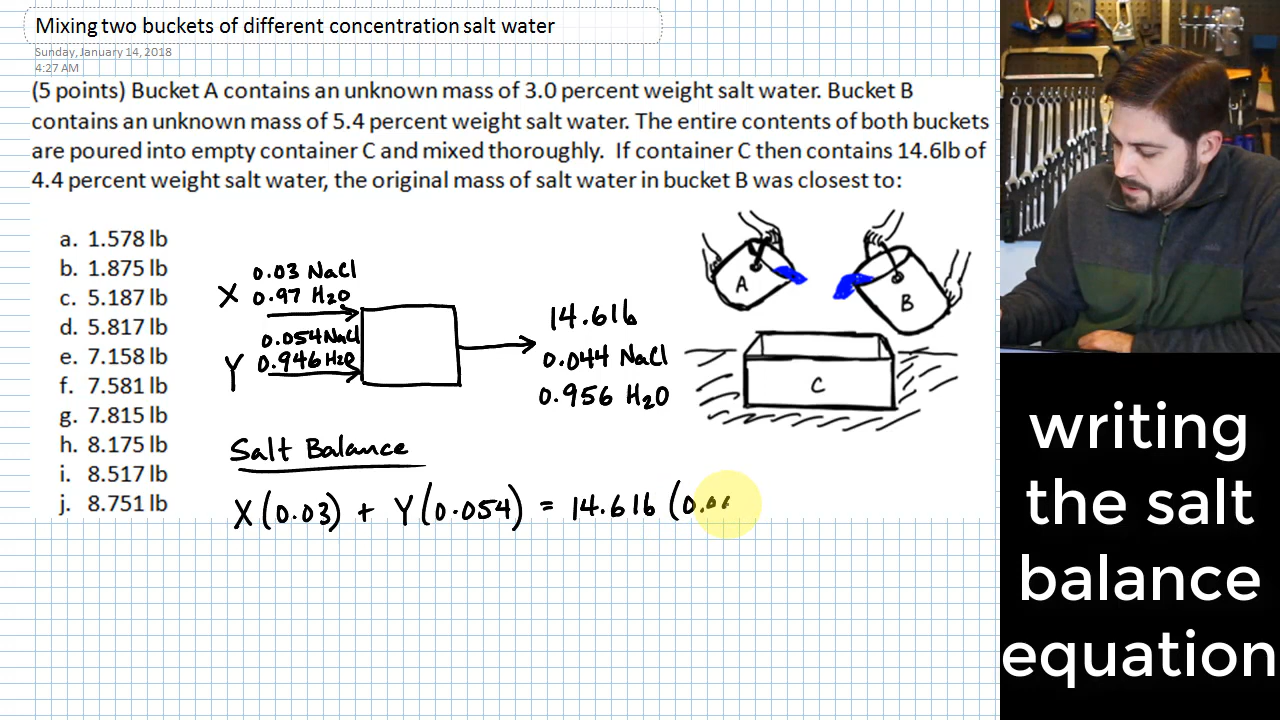 Mixing two buckets of different concentration salt water
Sunday, January 14, 2018
4:27 AM
(5 points) Bucket A contains an unknown mass of 3.0 percent weight salt water. Bucket B
contains an unknown mass of 5.4 percent weight salt water. The entire contents of both buckets
are poured into empty container C and mixed thoroughly. If container C then contains 14.6lb of
4.4 percent weight salt water, the original mass of salt water in bucket B was closest to:
a. 1.578 lb
b. 1.875 lb
c. 5.187 lb
d. 5.817 lb
e. 7.158 lb
f. 7.581 lb
g. 7.815 lb
h. 8.175 lb
i. 8.517 lb
j. 8.751 lb
0.03 NaCl
X 0.97 H2O
0.054 NaCl
Y 0.946 H2O
14.6 lb
0.044 NaCl
0.956 H2O
A
B
C
Salt Balance
X(0.03) + Y(0.054) = 14.6 lb (0.0
writing
the salt
balance
equation